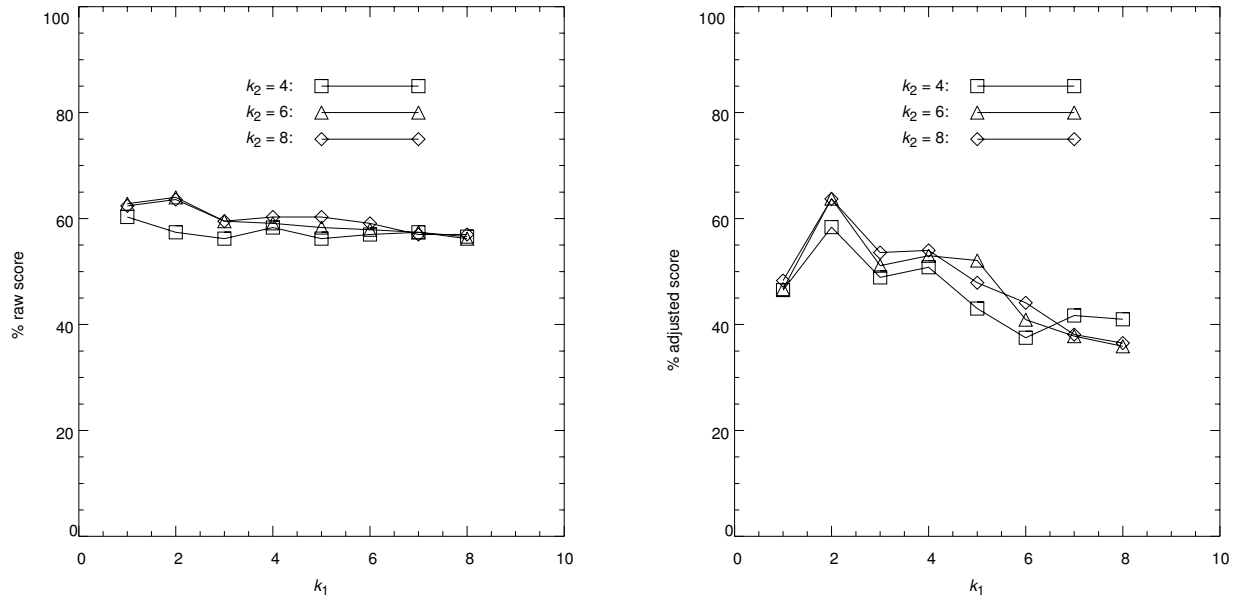 100
80
60
40
20
0
0 2 4 6 8 10
% raw score
k1
k2 = 4:
k2 = 6:
k2 = 8:
100
80
60
40
20
0
0 2 4 6 8 10
% adjusted score
k1
k2 = 4:
k2 = 6:
k2 = 8: